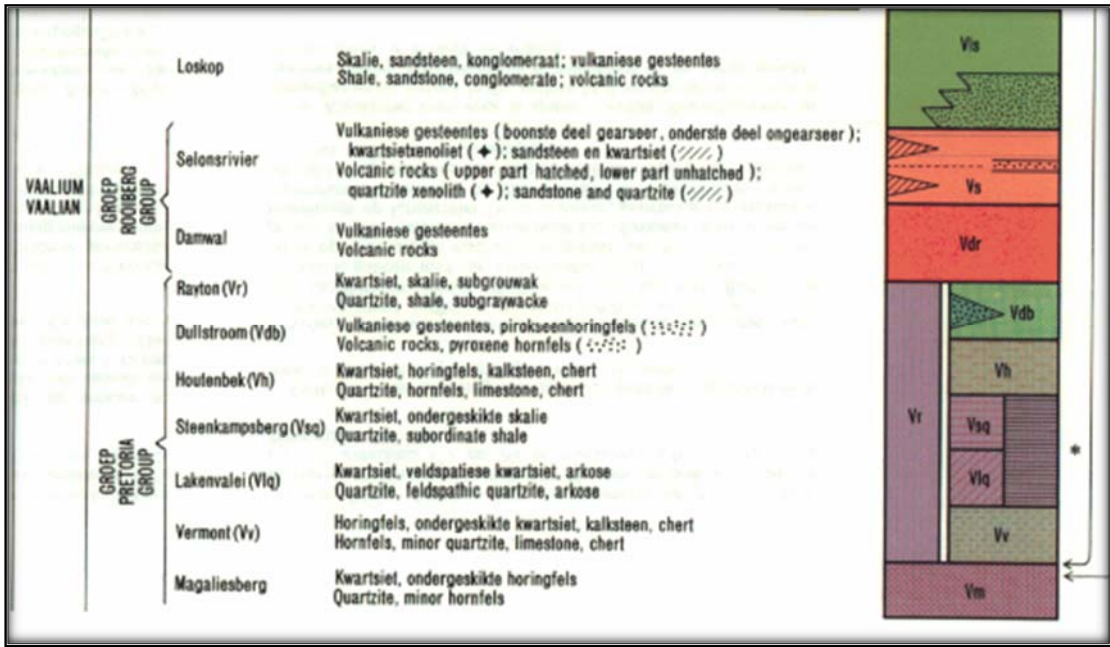 Loskop
Skalie, sandsteen, konglomeraat; vulkaniese gesteentes
Shale, sandstone, conglomerate; volcanic rocks
VAALIUM
VAALIAN
GROEP
ROOIBERG
GROUP
Selonsrivier
Vulkaniese gesteentes (boonste deel gearseer, onderste deel ongearseer);
kwartsietxenoliet (✦); sandsteen en kwartsiet (////)
Volcanic rocks (upper part hatched, lower part unhatched);
quartzite xenolith (✦); sandstone and quartzite (////)
Damwal
Vulkaniese gesteentes
Volcanic rocks
GROEP
PRETORIA
GROUP
Rayton (Vr)
Kwartsiet, skalie, subgrouwak
Quartzite, shale, subgraywacke
Dullstroom (Vdb)
Vulkaniese gesteentes, pirokseenhoringfels ( )
Volcanic rocks, pyroxene hornfels ( )
Houtenbek (Vh)
Kwartsiet, horingfels, kalksteen, chert
Quartzite, hornfels, limestone, chert
Steenkampsberg (Vsq)
Kwartsiet, ondergeskikte skalie
Quartzite, subordinate shale
Lakenvalei (Vlq)
Kwartsiet, veldspatiese kwartsiet, arkose
Quartzite, feldspathic quartzite, arkose
Vermont (Vv)
Horingfels, ondergeskikte kwartsiet, kalksteen, chert
Hornfels, minor quartzite, limestone, chert
Magaliesberg
Kwartsiet, ondergeskikte horingfels
Quartzite, minor hornfels
Vls
Vs
Vdr
Vdb
Vh
Vr
Vsq
*
Vlq
Vv
Vm